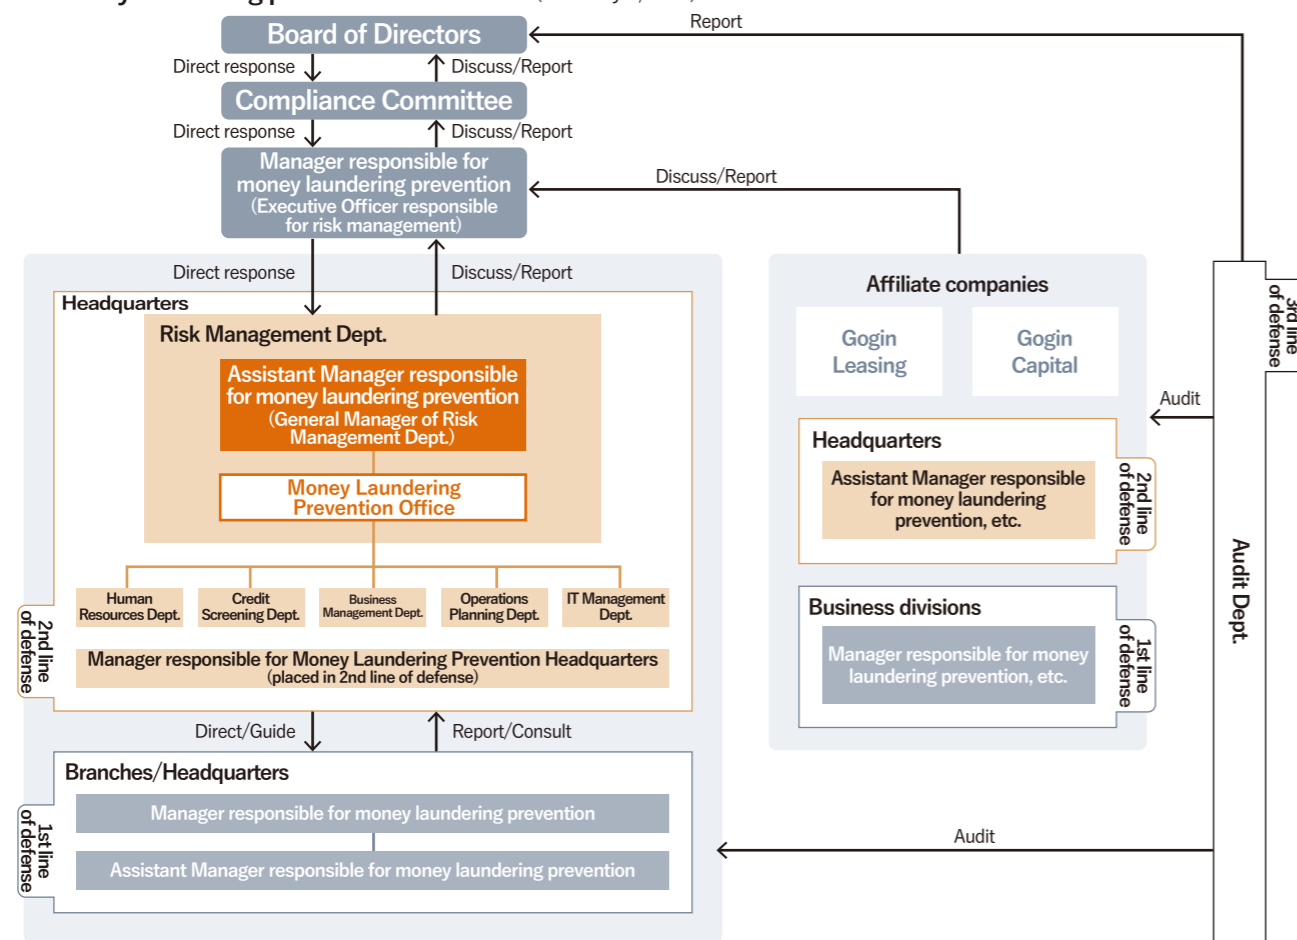 Report
Board of Directors
Direct response
Discuss/Report
Compliance Committee
Direct response
Discuss/Report
Manager responsible for
money laundering prevention
(Executive Officer responsible
for risk management)
Discuss/Report
Direct response
Discuss/Report
Headquarters
Risk Management Dept.
Assistant Manager responsible
for money laundering prevention
(General Manager of Risk
Management Dept.)
Money Laundering
Prevention Office
Human
Resources Dept.
Credit
Screening Dept.
Business
Management Dept.
Operations
Planning Dept.
IT Management
Dept.
Manager responsible for Money Laundering Prevention Headquarters
(placed in 2nd line of defense)
2nd line
of defense
Direct/Guide
Report/Consult
Branches/Headquarters
Manager responsible for money laundering prevention
Assistant Manager responsible for money laundering prevention
1st line
of defense
Affiliate companies
Gogin
Leasing
Gogin
Capital
Headquarters
Assistant Manager responsible
for money laundering
prevention, etc.
2nd line
of defense
Business divisions
Manager responsible for money
laundering prevention, etc.
1st line
of defense
Audit
Audit
Audit Dept.
3rd line
of defense